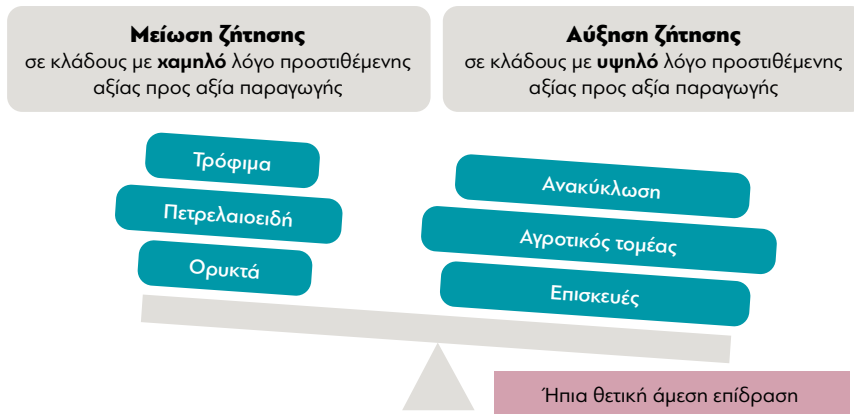 Μείωση ζήτησης
σε κλάδους με χαμηλό λόγο προστιθέμενης
αξίας προς αξία παραγωγής
Αύξηση ζήτησης
σε κλάδους με υψηλό λόγο προστιθέμενης
αξίας προς αξία παραγωγής
Τρόφιμα
Πετρελαιοειδή
Ορυκτά
Ανακύκλωση
Αγροτικός τομέας
Επισκευές
Ήπια θετική άμεση επίδραση